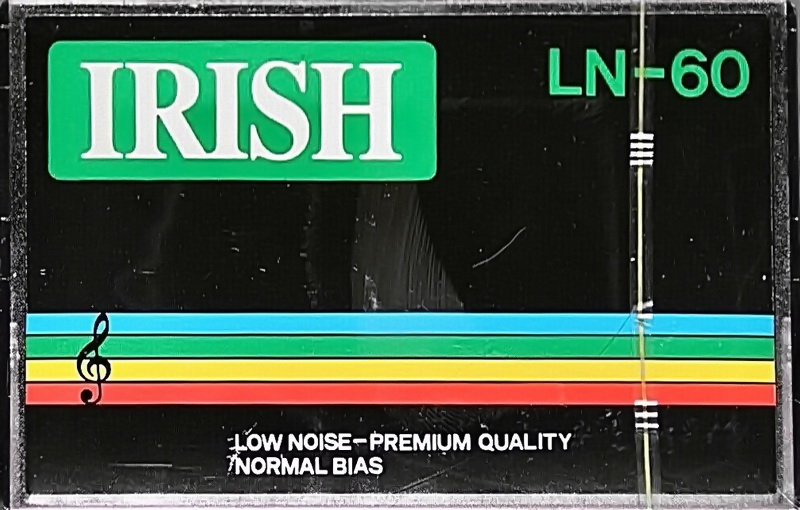 IRISH
LN-60
LOW NOISE-PREMIUM QUALITY
NORMAL BIAS